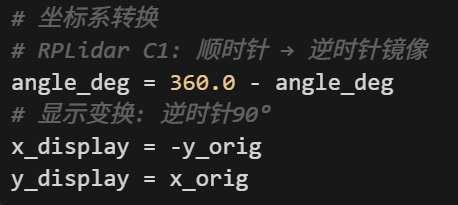 # 坐标系转换
# RPLidar C1: 顺时针 → 逆时针镜像
angle_deg = 360.0 - angle_deg
# 显示变换: 逆时针90°
x_display = -y_orig
y_display = x_orig